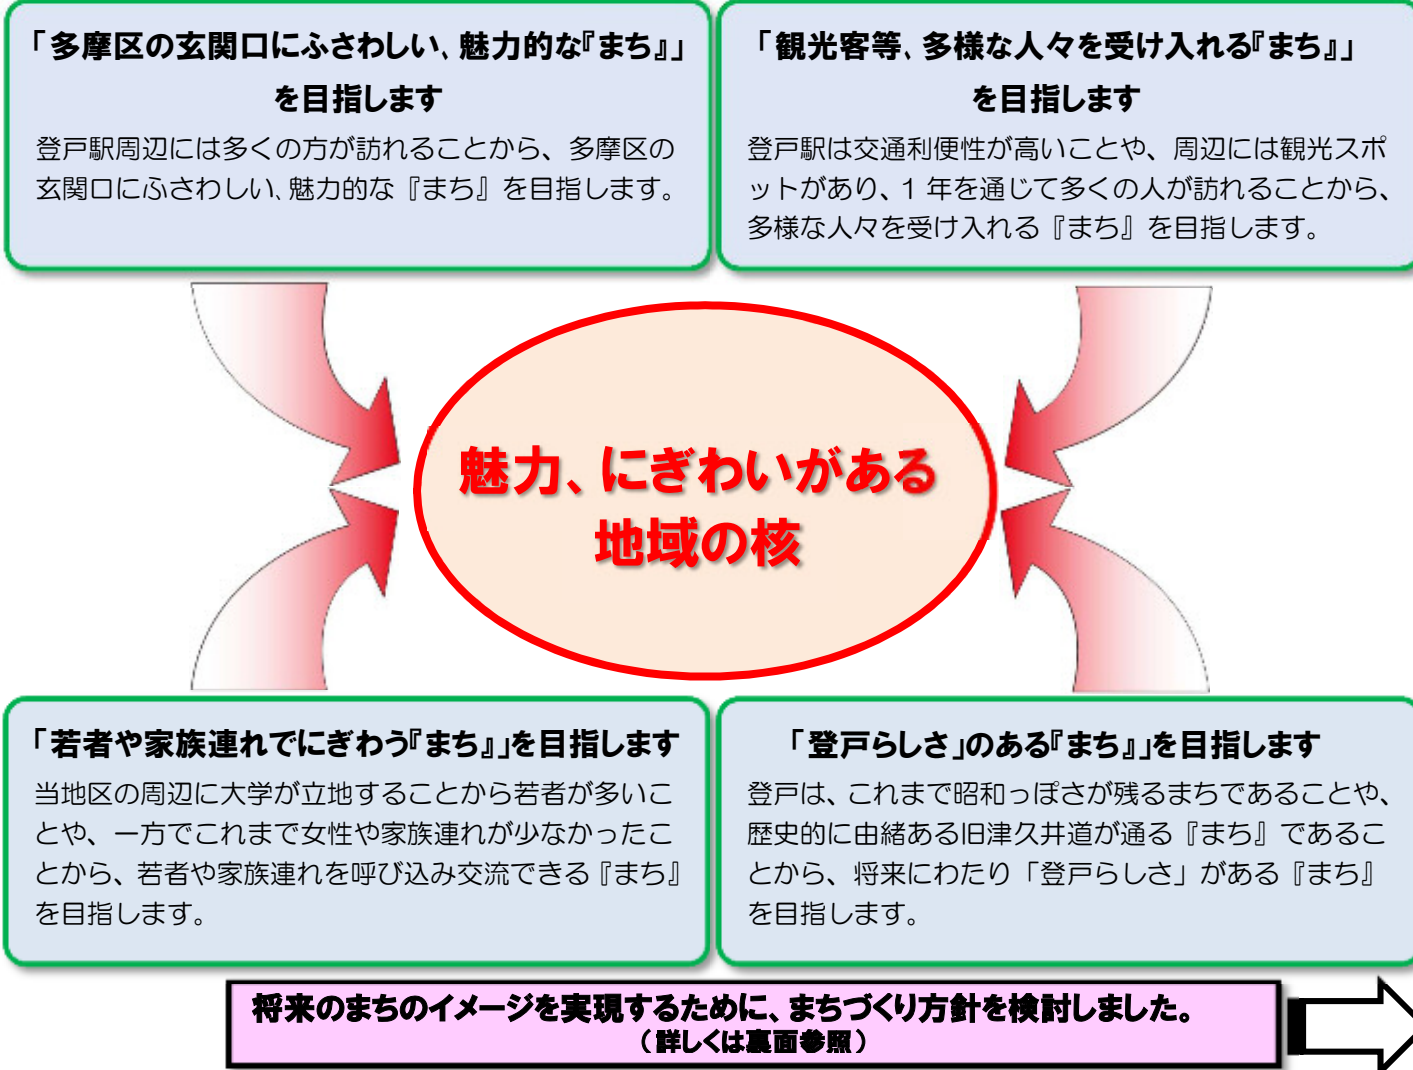 「多摩区の玄関口にふさわしい、魅力的な『まち』」
を目指します
登戸駅周辺には多くの方が訪れることから、多摩区の
玄関口にふさわしい、魅力的な『まち』を目指します。
「観光客等、多様な人々を受け入れる『まち』」
を目指します
登戸駅は交通利便性が高いことや、周辺には観光スポ
ットがあり、1年を通じて多くの人が訪れることから、
多様な人々を受け入れる『まち』を目指します。
魅力、にぎわいがある
地域の核
「若者や家族連れでにぎわう『まち』」を目指します
当地区の周辺に大学が立地することから若者が多いこ
とや、一方でこれまで女性や家族連れが少なかったこ
とから、若者や家族連れを呼び込み交流できる『まち』
を目指します。
「登戸らしさ」のある『まち』」を目指します
登戸は、これまで昭和っぽさが残るまちであることや、
歴史的に由緒ある旧津久井道が通る『まち』であるこ
とから、将来にわたり「登戸らしさ」がある『まち』
を目指します。
将来のまちのイメージを実現するために、まちづくり方針を検討しました。
（詳しくは裏面参照）